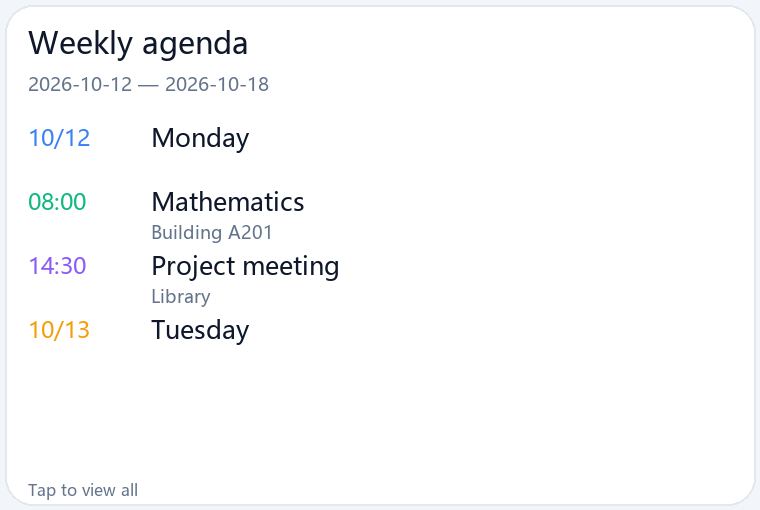 Weekly agenda
2026-10-12 — 2026-10-18
10/12 Monday
08:00 Mathematics
Building A201
14:30 Project meeting
Library
10/13 Tuesday
Tap to view all